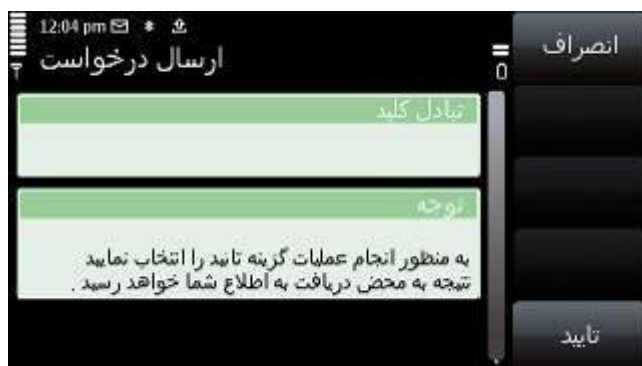 12:04 pm
ارسال درخواست
انصراف
تبادل کلید
توجه
به منظور انجام عملیات گزینه تائید را انتخاب نمایید
نتیجه به محض دریافت به اطلاع شما خواهد رسید .
تایید